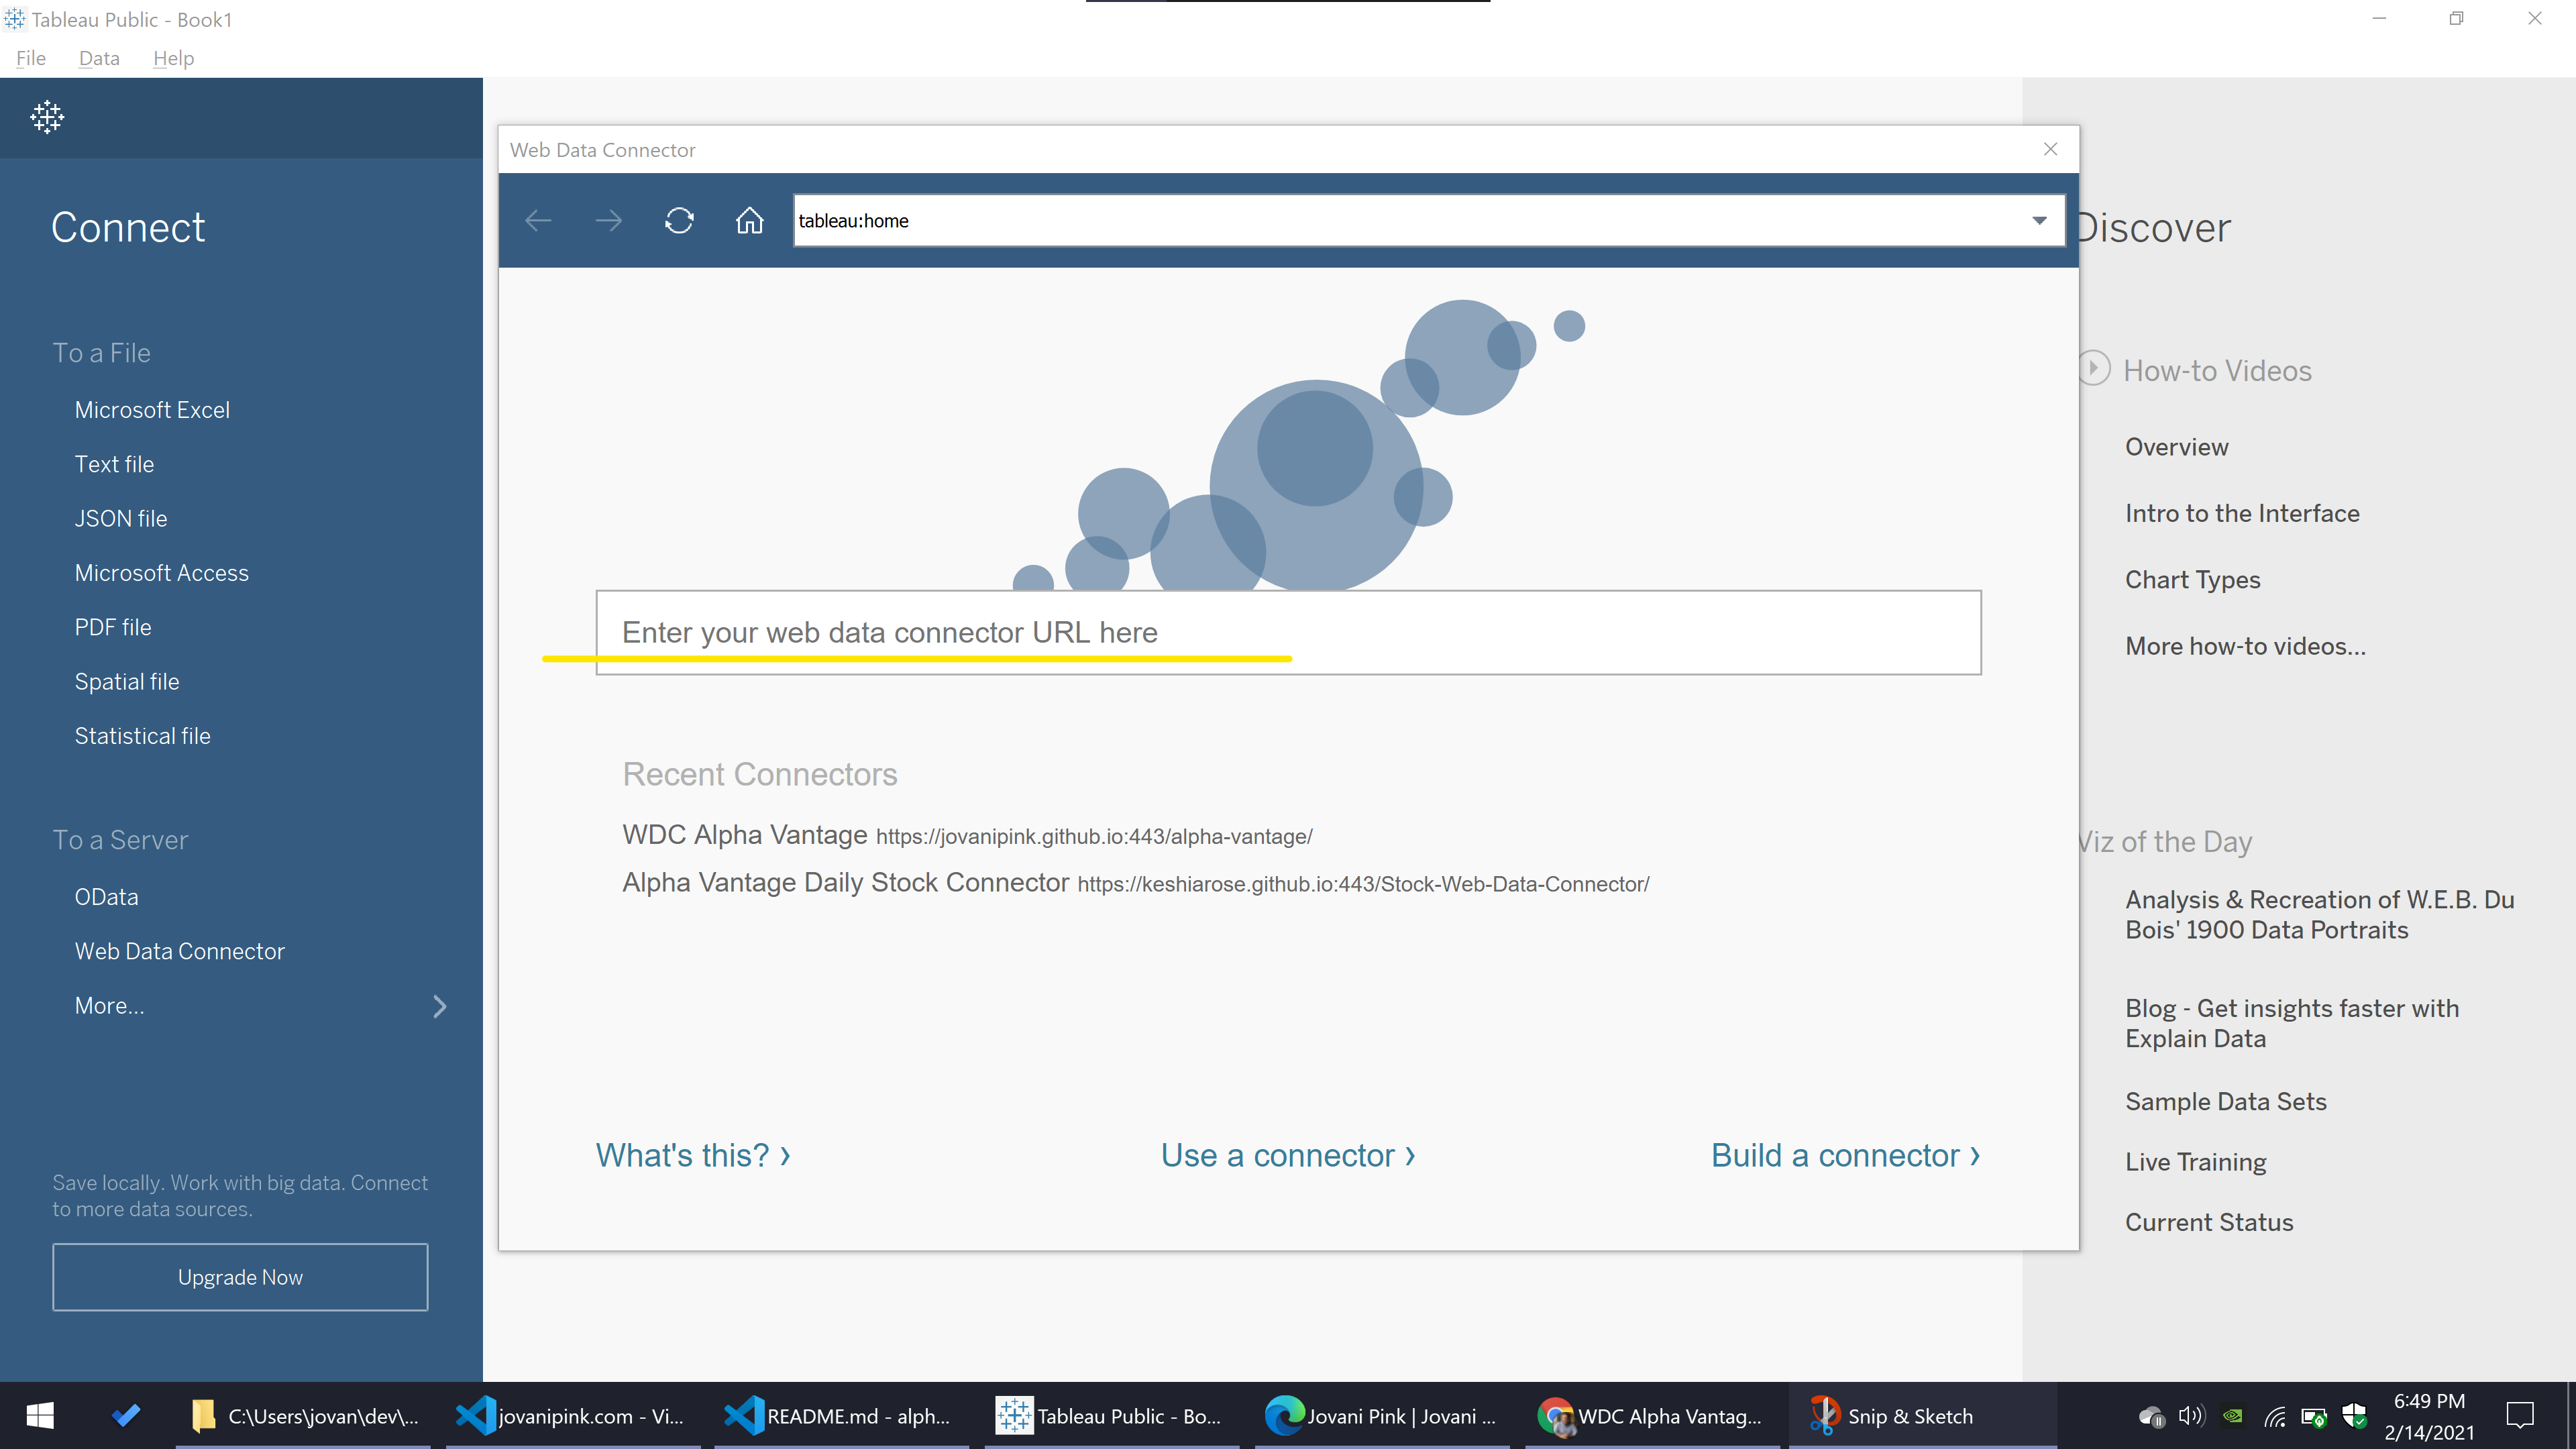 Tableau Public - Book1
File Data Help
Connect
To a File
Microsoft Excel
Text file
JSON file
Microsoft Access
PDF file
Spatial file
Statistical file
To a Server
OData
Web Data Connector
More...
Save locally. Work with big data. Connect
to more data sources.
Upgrade Now
Web Data Connector
tableau:home
Enter your web data connector URL here
Recent Connectors
WDC Alpha Vantage https://jovanipink.github.io:443/alpha-vantage/
Alpha Vantage Daily Stock Connector https://keshiarose.github.io:443/Stock-Web-Data-Connector/
What's this? ›
Use a connector ›
Build a connector ›
Discover
How-to Videos
Overview
Intro to the Interface
Chart Types
More how-to videos...
Viz of the Day
Analysis & Recreation of W.E.B. Du
Bois' 1900 Data Portraits
Blog - Get insights faster with
Explain Data
Sample Data Sets
Live Training
Current Status
C:\Users\jovan\dev\...
jovanipink.com - Vi...
README.md - alph...
Tableau Public - Bo...
Jovani Pink | Jovani ...
WDC Alpha Vantag...
Snip & Sketch
6:49 PM
2/14/2021